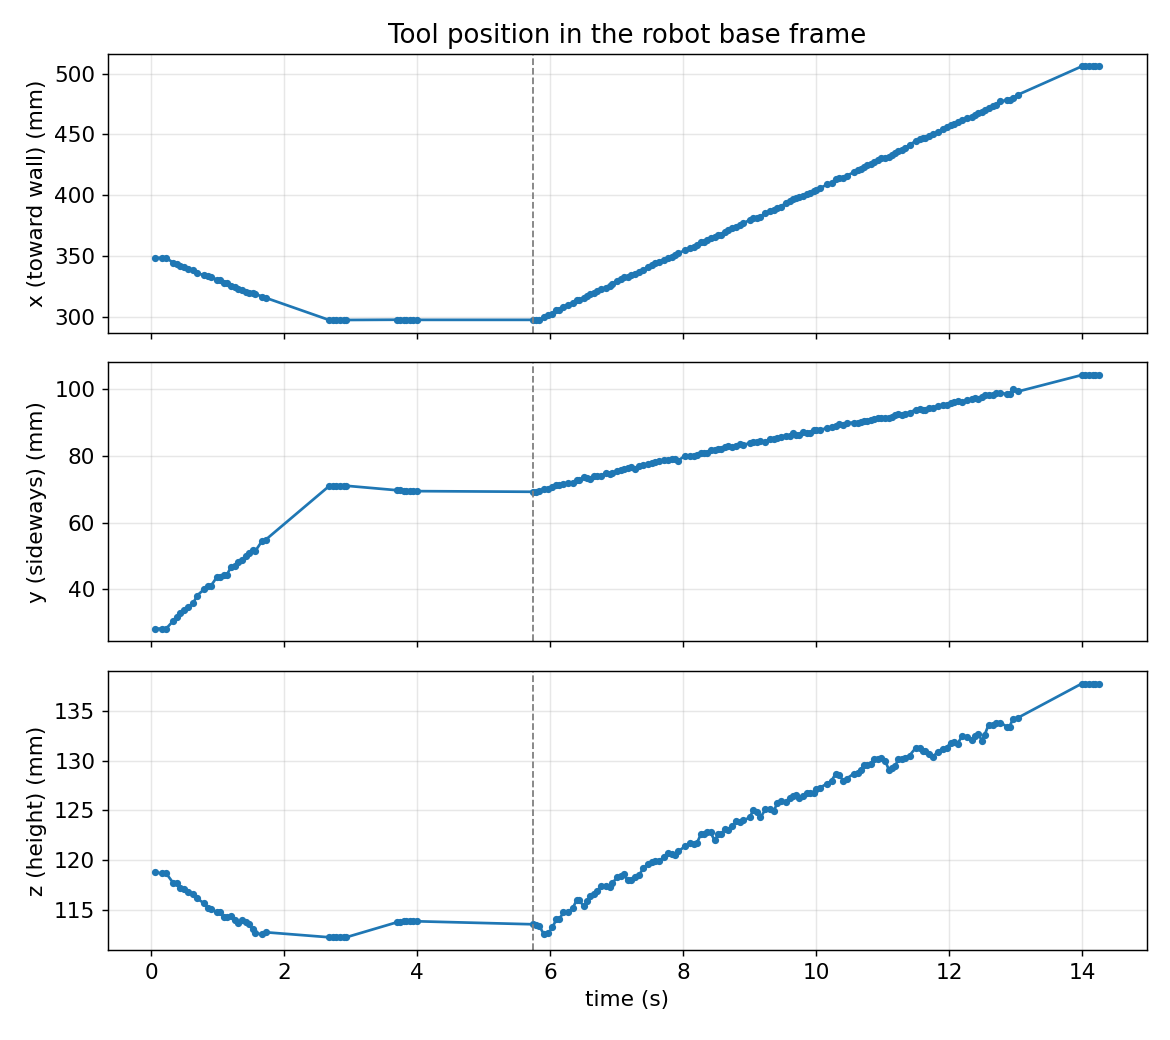 Tool position in the robot base frame
x (toward wall) (mm)
500
450
400
350
300
y (sideways) (mm)
100
80
60
40
z (height) (mm)
135
130
125
120
115
0 2 4 6 8 10 12 14
time (s)